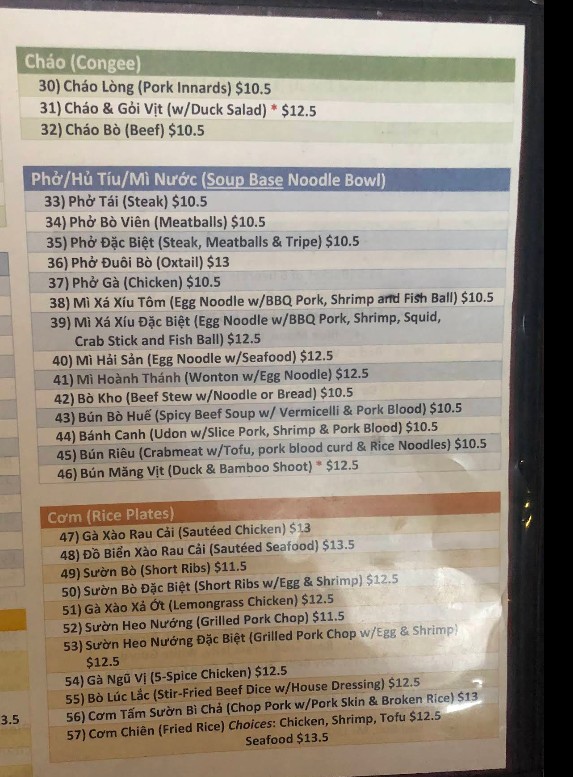 Cháo (Congee)
30) Cháo Lòng (Pork Innards) $10.5
31) Cháo & Gỏi Vịt (w/Duck Salad) * $12.5
32) Cháo Bò (Beef) $10.5
Phở/Hủ Tíu/Mì Nước (Soup Base Noodle Bowl)
33) Phở Tái (Steak) $10.5
34) Phở Bò Viên (Meatballs) $10.5
35) Phở Đặc Biệt (Steak, Meatballs & Tripe) $10.5
36) Phở Đuôi Bò (Oxtail) $13
37) Phở Gà (Chicken) $10.5
38) Mì Xá Xíu Tôm (Egg Noodle w/BBQ Pork, Shrimp and Fish Ball) $10.5
39) Mì Xá Xíu Đặc Biệt (Egg Noodle w/BBQ Pork, Shrimp, Squid,
Crab Stick and Fish Ball) $12.5
40) Mì Hải Sản (Egg Noodle w/Seafood) $12.5
41) Mì Hoành Thánh (Wonton w/Egg Noodle) $12.5
42) Bò Kho (Beef Stew w/Noodle or Bread) $10.5
43) Bún Bò Huế (Spicy Beef Soup w/ Vermicelli & Pork Blood) $10.5
44) Bánh Canh (Udon w/Slice Pork, Shrimp & Pork Blood) $10.5
45) Bún Riêu (Crabmeat w/Tofu, pork blood curd & Rice Noodles) $10.5
46) Bún Măng Vịt (Duck & Bamboo Shoot) * $12.5
Cơm (Rice Plates)
47) Gà Xào Rau Cải (Sautéed Chicken) $13
48) Đồ Biển Xào Rau Cải (Sautéed Seafood) $13.5
49) Sườn Bò (Short Ribs) $11.5
50) Sườn Bò Đặc Biệt (Short Ribs w/Egg & Shrimp) $12.5
51) Gà Xào Xả Ớt (Lemongrass Chicken) $12.5
52) Sườn Heo Nướng (Grilled Pork Chop) $11.5
53) Sườn Heo Nướng Đặc Biệt (Grilled Pork Chop w/Egg & Shrimp)
$12.5
54) Gà Ngũ Vị (5-Spice Chicken) $12.5
55) Bò Lúc Lắc (Stir-Fried Beef Dice w/House Dressing) $12.5
56) Cơm Tấm Sườn Bì Chả (Chop Pork w/Pork Skin & Broken Rice) $13
57) Cơm Chiên (Fried Rice) Choices: Chicken, Shrimp, Tofu $12.5
Seafood $13.5
3.5